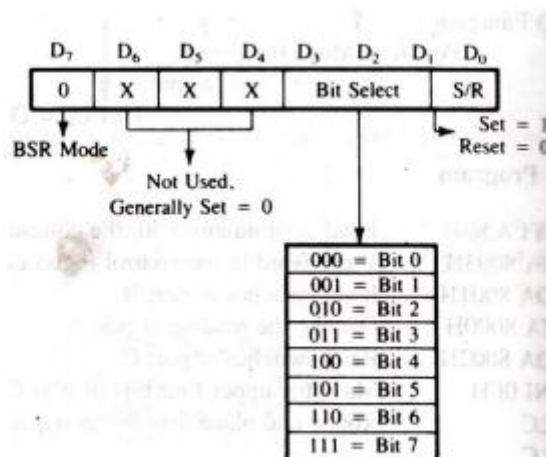 D7 D6 D5 D4 D3 D2 D1 D0
0 X X X Bit Select S/R
BSR Mode
Not Used,
Generally Set = 0
Set = 1
Reset = 0
000 = Bit 0
001 = Bit 1
010 = Bit 2
011 = Bit 3
100 = Bit 4
101 = Bit 5
110 = Bit 6
111 = Bit 7